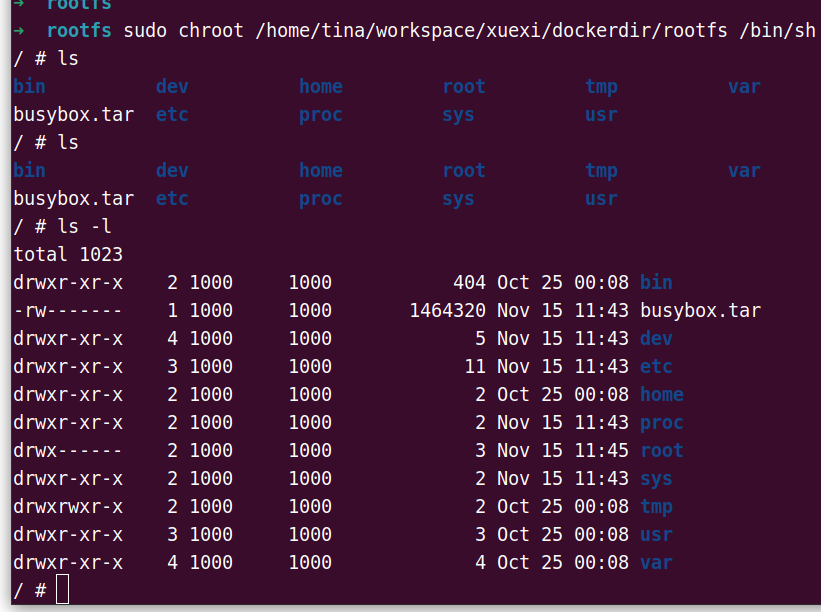 ➜  rootfs
➜  rootfs sudo chroot /home/tina/workspace/xuexi/dockerdir/rootfs /bin/sh
/ # ls
bin          dev          home         root         tmp          var
busybox.tar  etc          proc         sys          usr
/ # ls
bin          dev          home         root         tmp          var
busybox.tar  etc          proc         sys          usr
/ # ls -l
total 1023
drwxr-xr-x    2 1000     1000           404 Oct 25 00:08 bin
-rw-------    1 1000     1000       1464320 Nov 15 11:43 busybox.tar
drwxr-xr-x    4 1000     1000             5 Nov 15 11:43 dev
drwxr-xr-x    3 1000     1000            11 Nov 15 11:43 etc
drwxr-xr-x    2 1000     1000             2 Oct 25 00:08 home
drwxr-xr-x    2 1000     1000             2 Nov 15 11:43 proc
drwx------    2 1000     1000             3 Nov 15 11:45 root
drwxr-xr-x    2 1000     1000             2 Nov 15 11:43 sys
drwxrwxr-x    2 1000     1000             2 Oct 25 00:08 tmp
drwxr-xr-x    3 1000     1000             3 Oct 25 00:08 usr
drwxr-xr-x    4 1000     1000             4 Oct 25 00:08 var
/ #